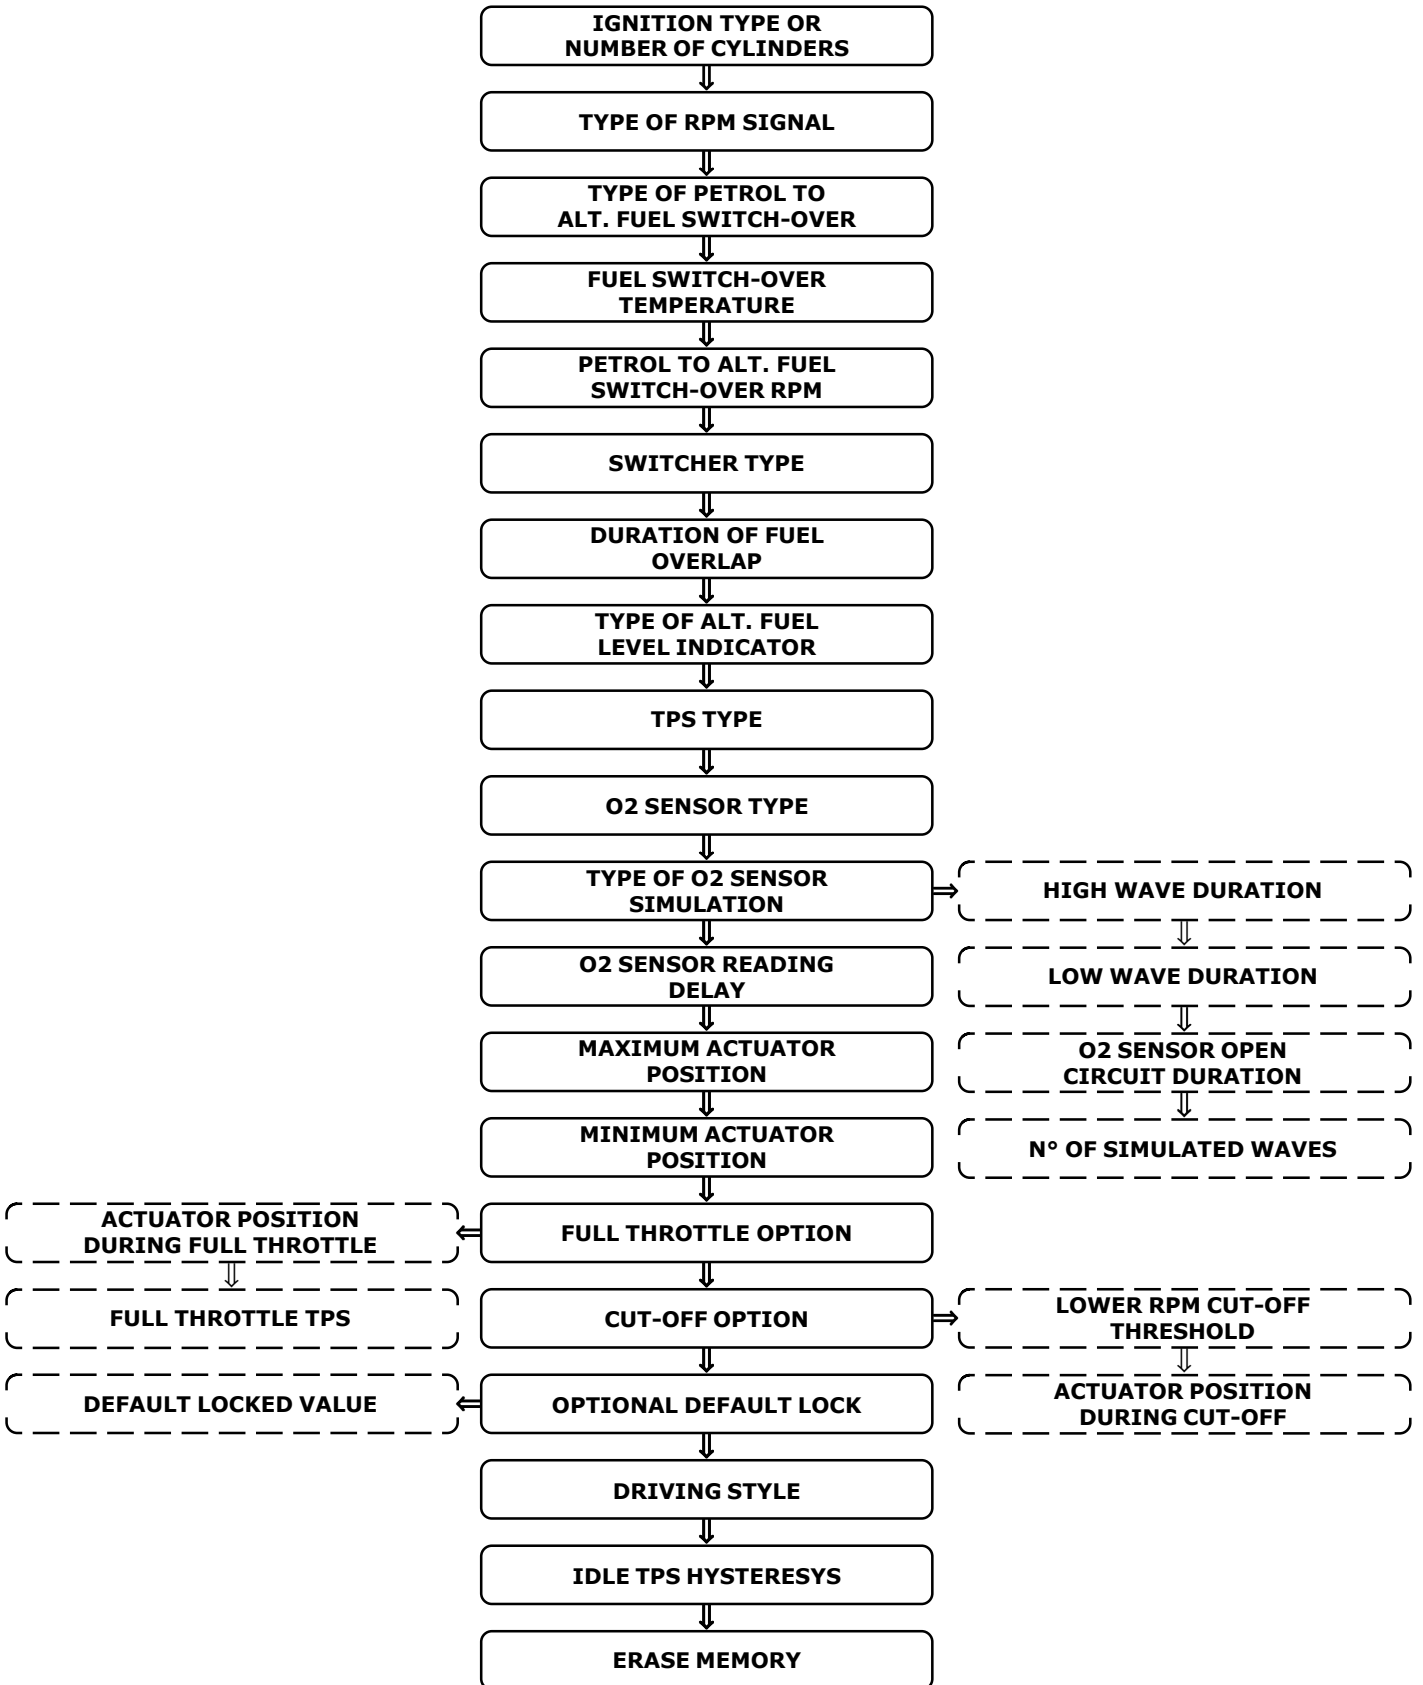 IGNITION TYPE OR
NUMBER OF CYLINDERS
TYPE OF RPM SIGNAL
TYPE OF PETROL TO
ALT. FUEL SWITCH-OVER
FUEL SWITCH-OVER
TEMPERATURE
PETROL TO ALT. FUEL
SWITCH-OVER RPM
SWITCHER TYPE
DURATION OF FUEL
OVERLAP
TYPE OF ALT. FUEL
LEVEL INDICATOR
TPS TYPE
O2 SENSOR TYPE
TYPE OF O2 SENSOR
SIMULATION
HIGH WAVE DURATION
O2 SENSOR READING
DELAY
LOW WAVE DURATION
MAXIMUM ACTUATOR
POSITION
O2 SENSOR OPEN
CIRCUIT DURATION
MINIMUM ACTUATOR
POSITION
N° OF SIMULATED WAVES
ACTUATOR POSITION
DURING FULL THROTTLE
FULL THROTTLE OPTION
FULL THROTTLE TPS
CUT-OFF OPTION
LOWER RPM CUT-OFF
THRESHOLD
DEFAULT LOCKED VALUE
OPTIONAL DEFAULT LOCK
ACTUATOR POSITION
DURING CUT-OFF
DRIVING STYLE
IDLE TPS HYSTERESYS
ERASE MEMORY